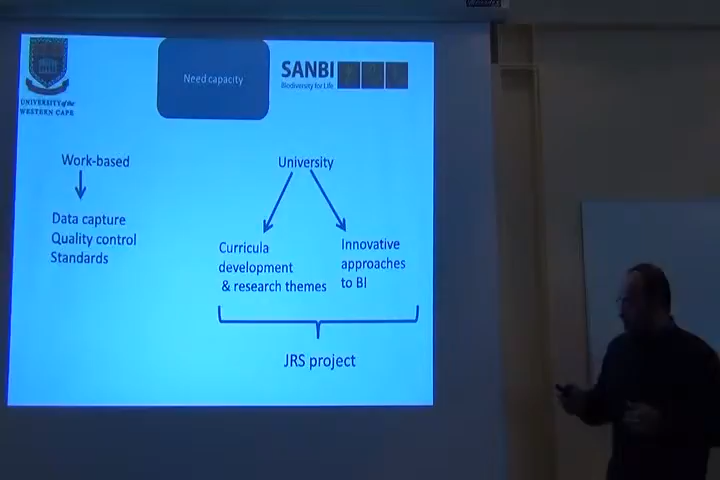 UNIVERSITY of the
WESTERN CAPE
Need capacity
SANBI
Biodiversity for Life
Work-based
Data capture
Quality control
Standards
University
Curricula
development
& research themes
Innovative
approaches
to BI
JRS project